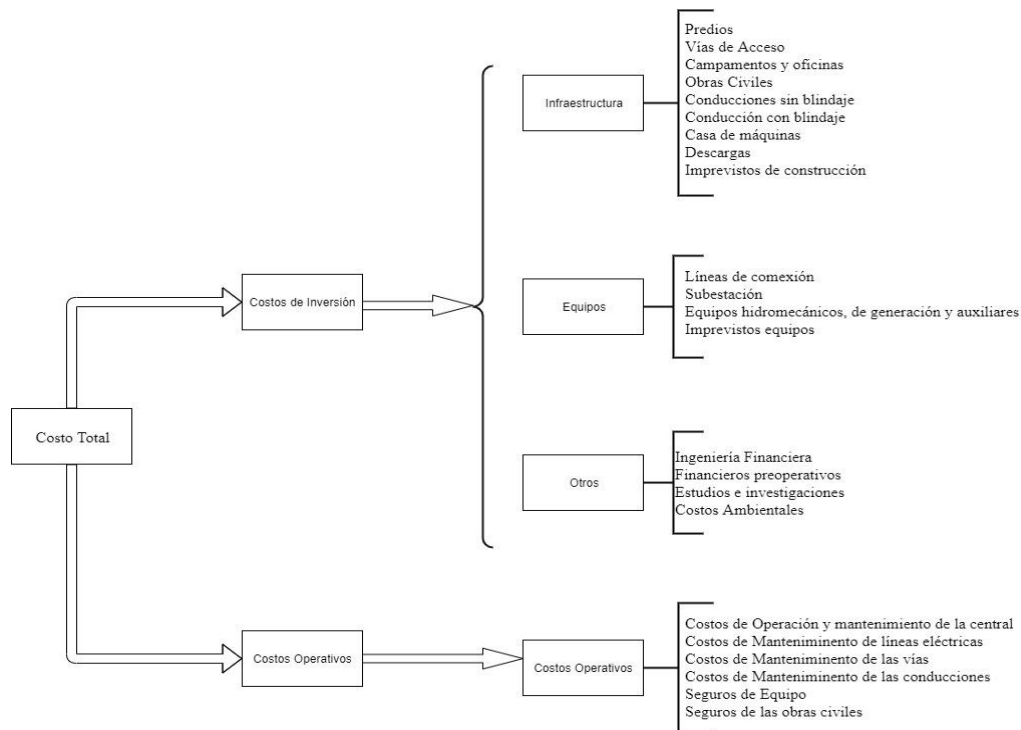 Costo Total
Costos de Inversión
Infraestructura
Predios
Vías de Acceso
Campamentos y oficinas
Obras Civiles
Conducciones sin blindaje
Conducción con blindaje
Casa de máquinas
Descargas
Imprevistos de construcción
Equipos
Líneas de comexión
Subestación
Equipos hidromecánicos, de generación y auxiliares
Imprevistos equipos
Otros
Ingeniería Financiera
Financieros preoperativos
Estudios e investigaciones
Costos Ambientales
Costos Operativos
Costos Operativos
Costos de Operación y mantenimiento de la central
Costos de Manteniminento de líneas eléctricas
Costos de Manteniminento de las vías
Costos de Manteniminento de las conducciones
Seguros de Equipo
Seguros de las obras civiles